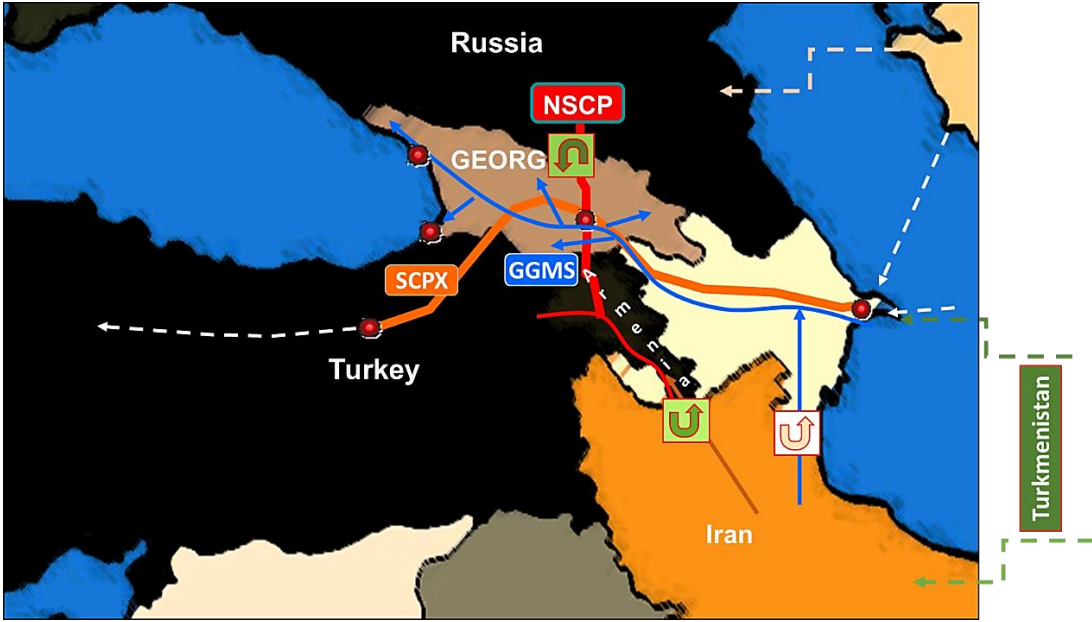 Russia
NSCP
GEORG
SCPX
GGMS
Armenia
Turkey
Iran
Turkmenistan